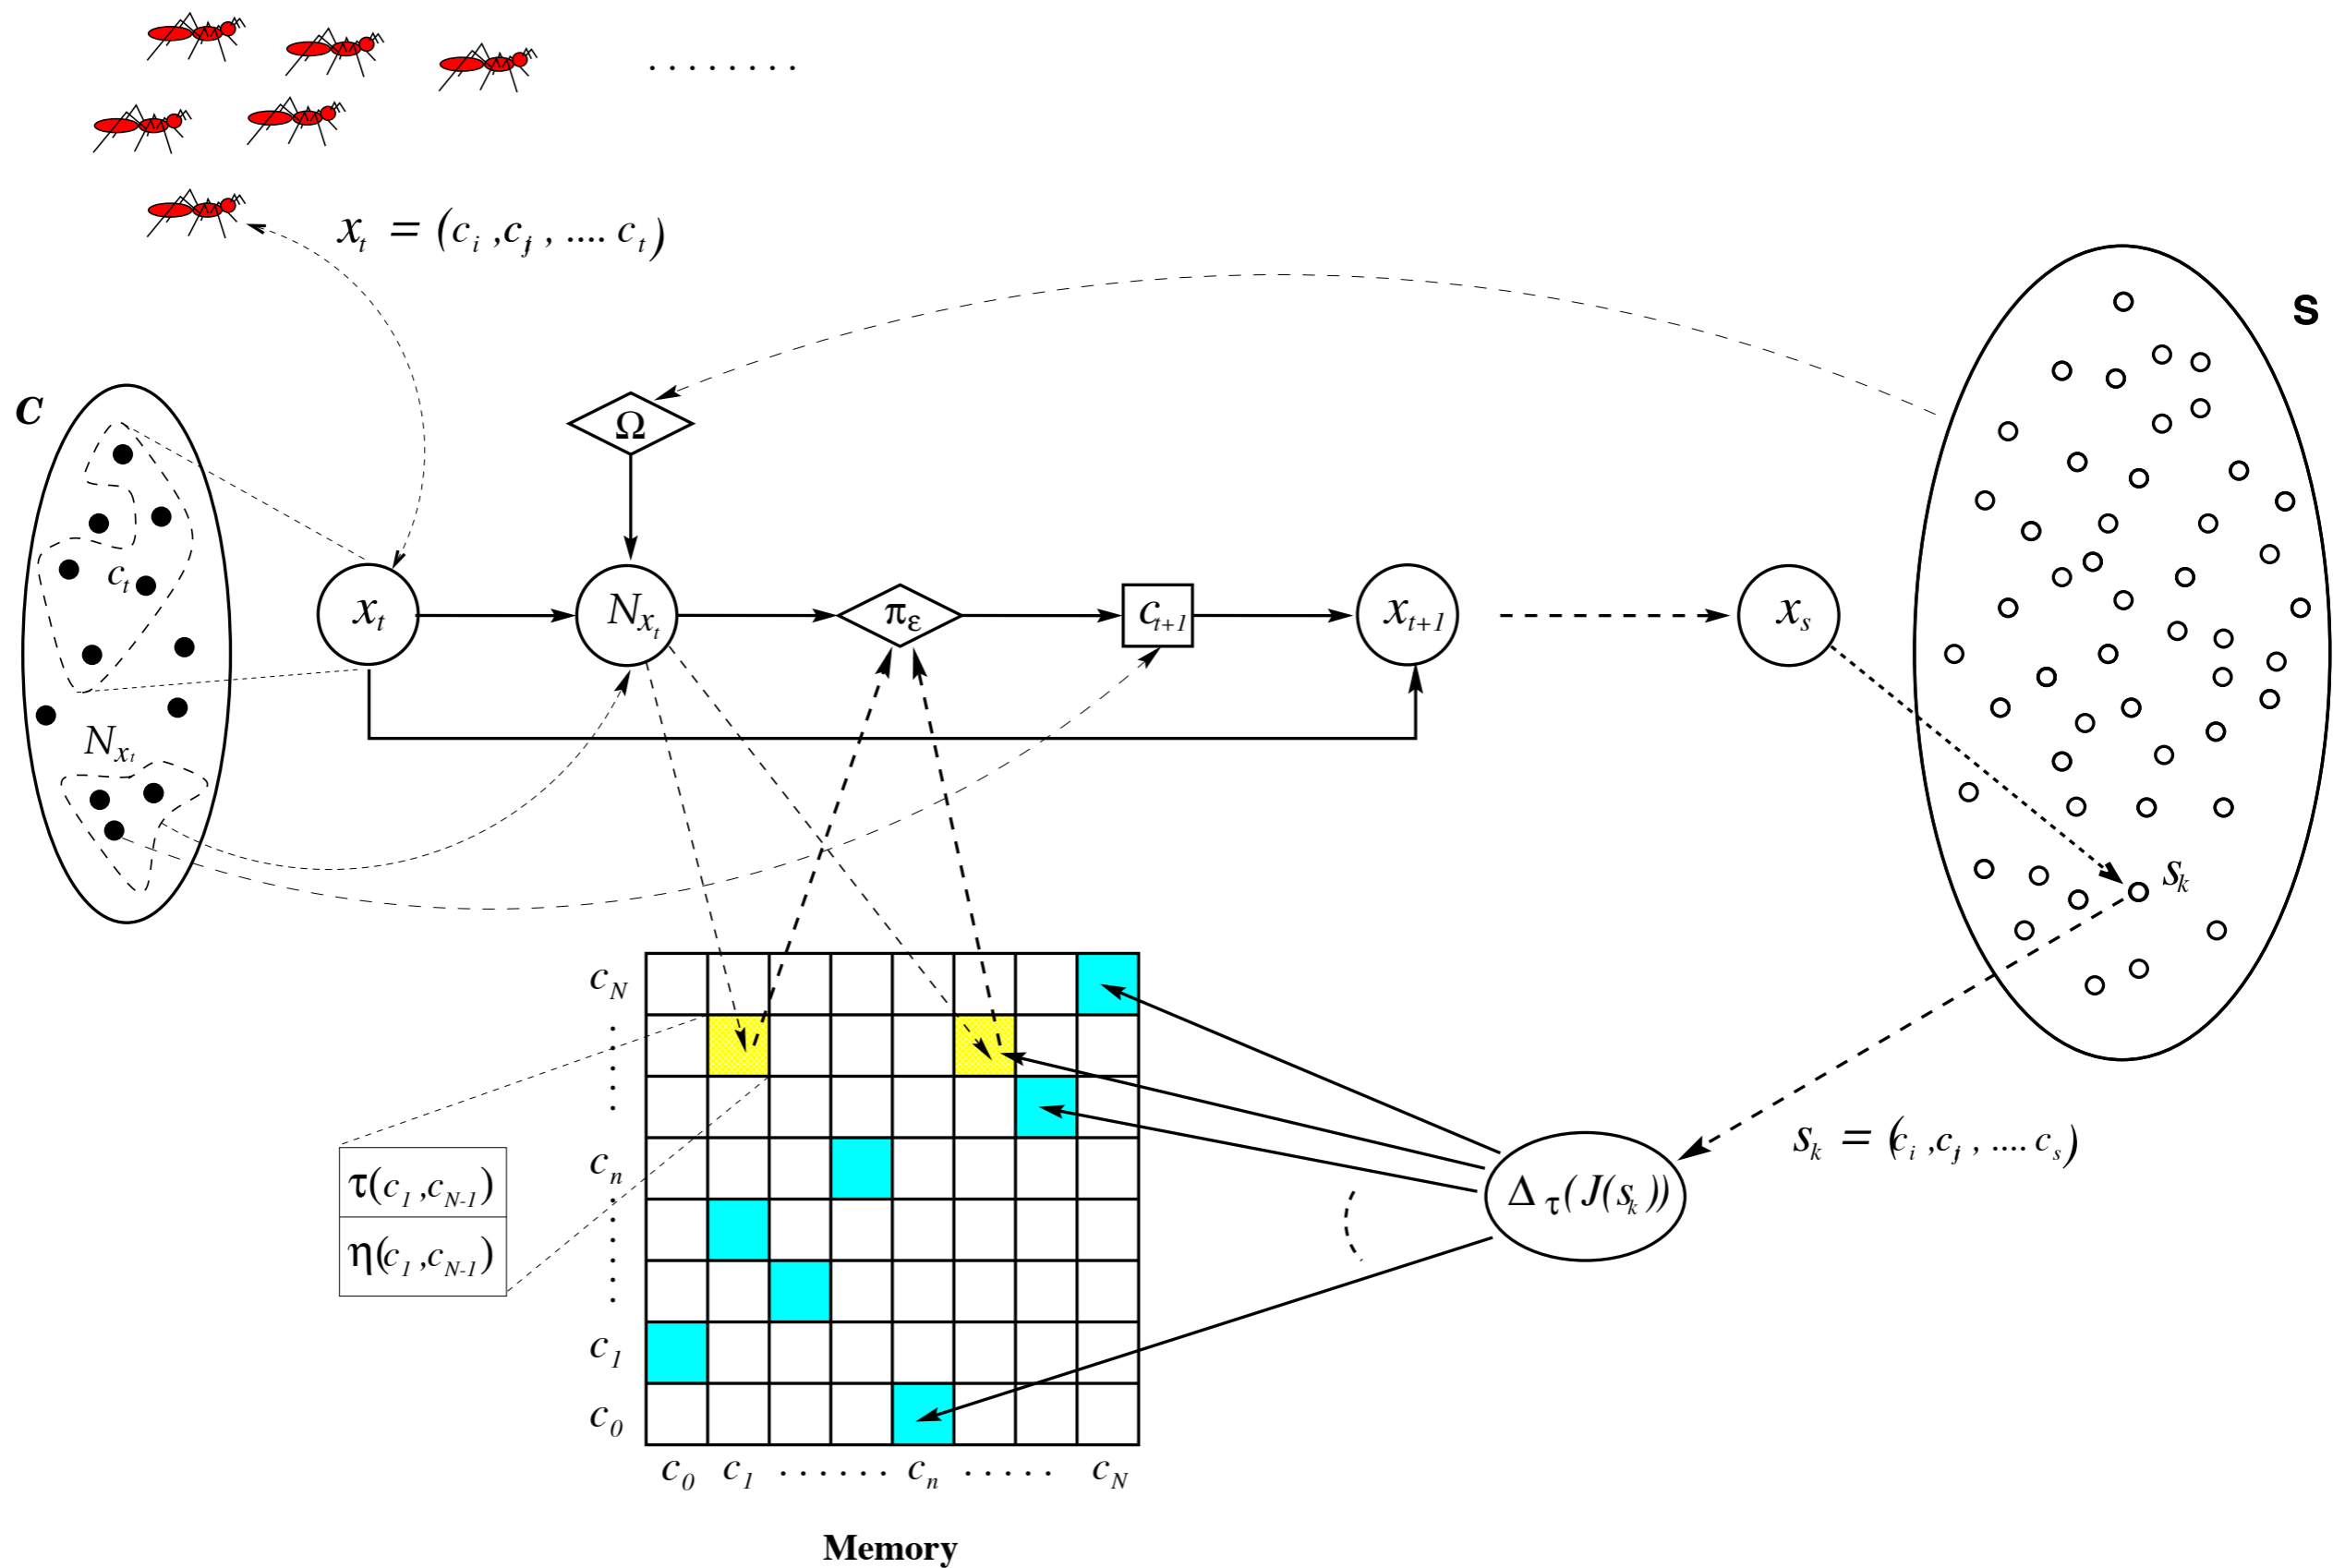 . . . . . . . .
x_t = (c_i ,c_j , .... c_t)
S
C
Ω
c_t
x_t
N_{x_t}
π_ε
c_{t+1}
x_{t+1}
x_s
N_{x_t}
s_k
c_N
c_n
c_1
c_0
τ(c_1 ,c_{N-1})
η(c_1 ,c_{N-1})
s_k = (c_i ,c_j , .... c_s)
Δ_τ(J(s_k))
c_0 c_1 . . . . . . c_n . . . . . c_N
Memory